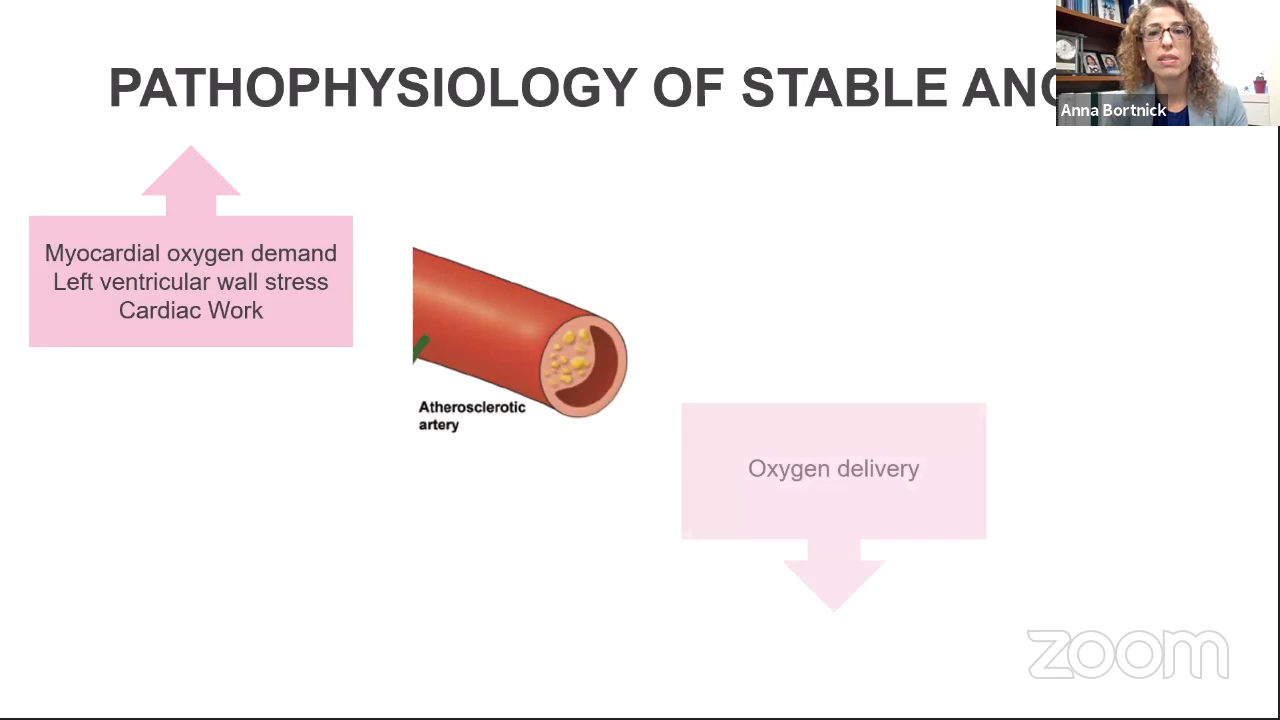 PATHOPHYSIOLOGY OF STABLE
Anna Bortnick
Myocardial oxygen demand
Left ventricular wall stress
Cardiac Work
Atherosclerotic
artery
Oxygen delivery
zoom